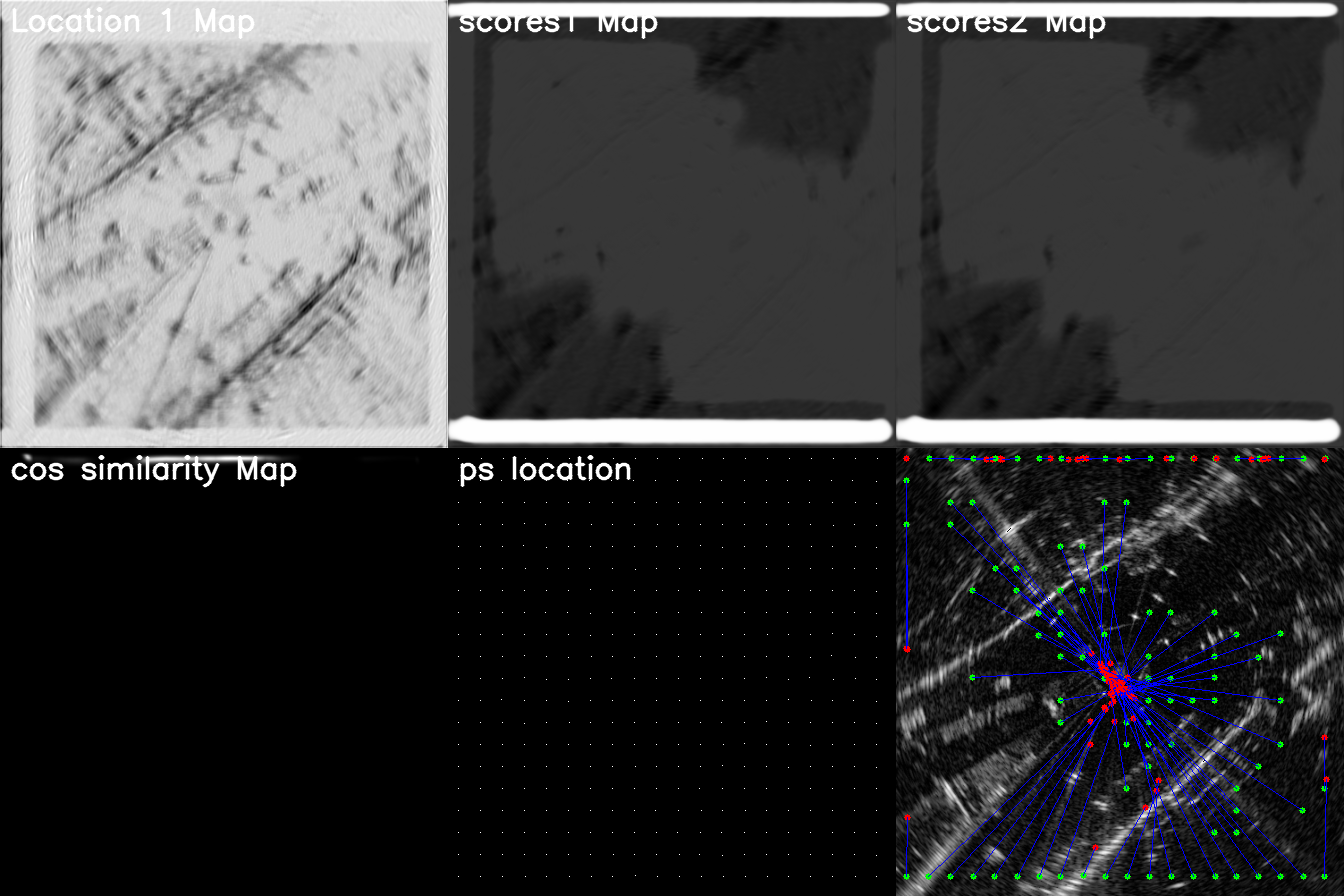 Location 1 Map
scores1 Map
scores2 Map
cos similarity Map
ps location